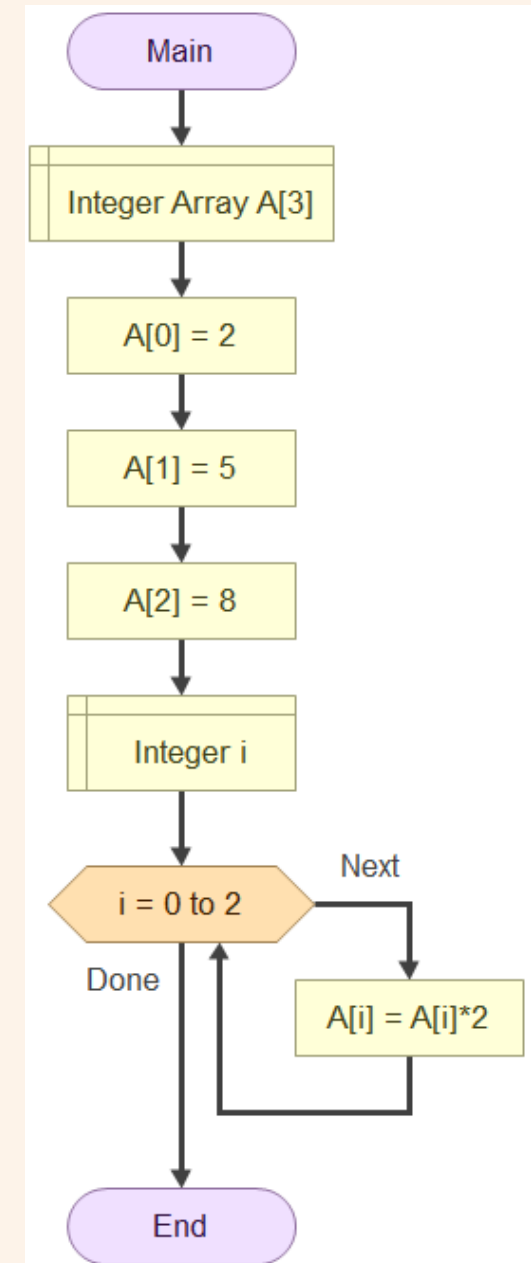 Main
Integer Array A[3]
A[0] = 2
A[1] = 5
A[2] = 8
Integer i
i = 0 to 2
Next
Done
A[i] = A[i]*2
End